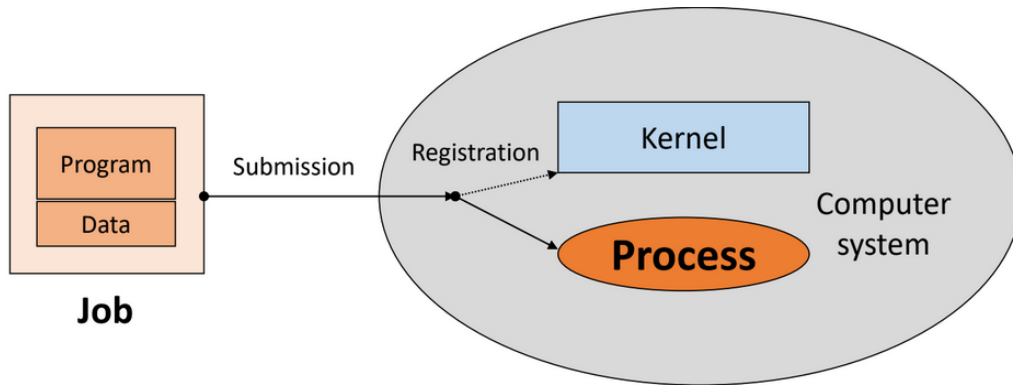 Program
Data
Job
Submission
Registration
Kernel
Process
Computer
system